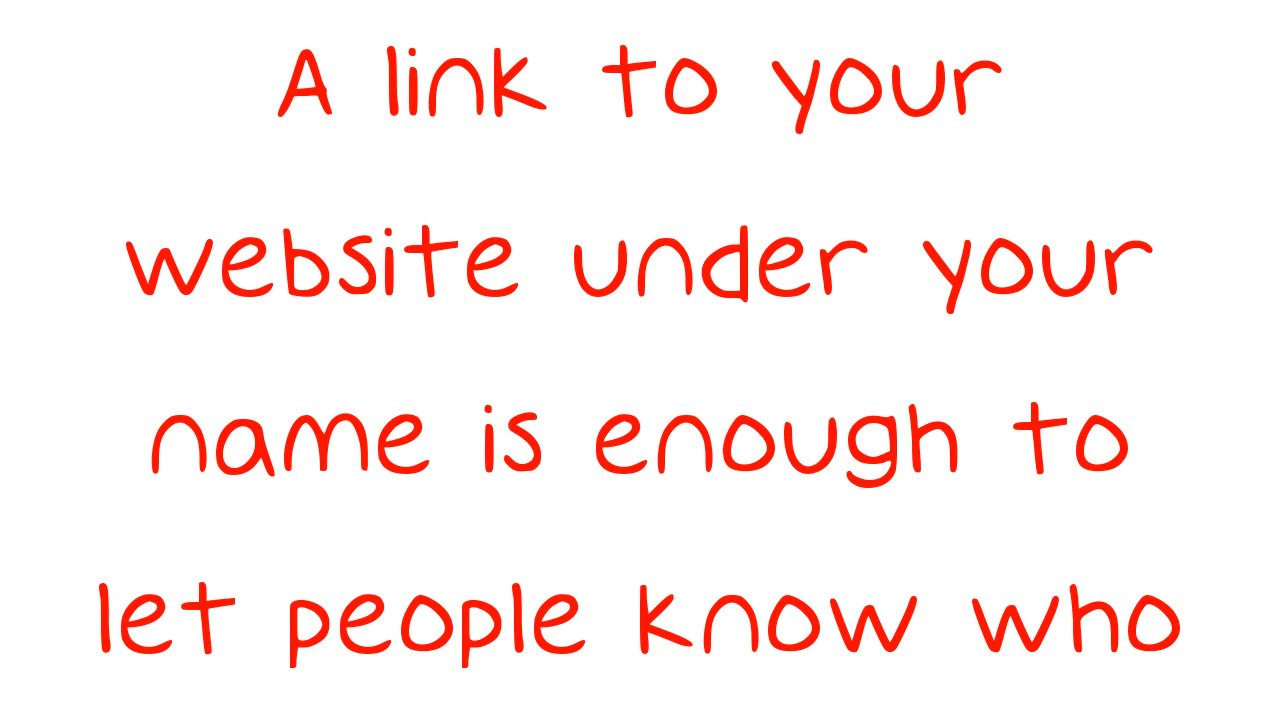 A link to your
website under your
name is enough to
let people know who